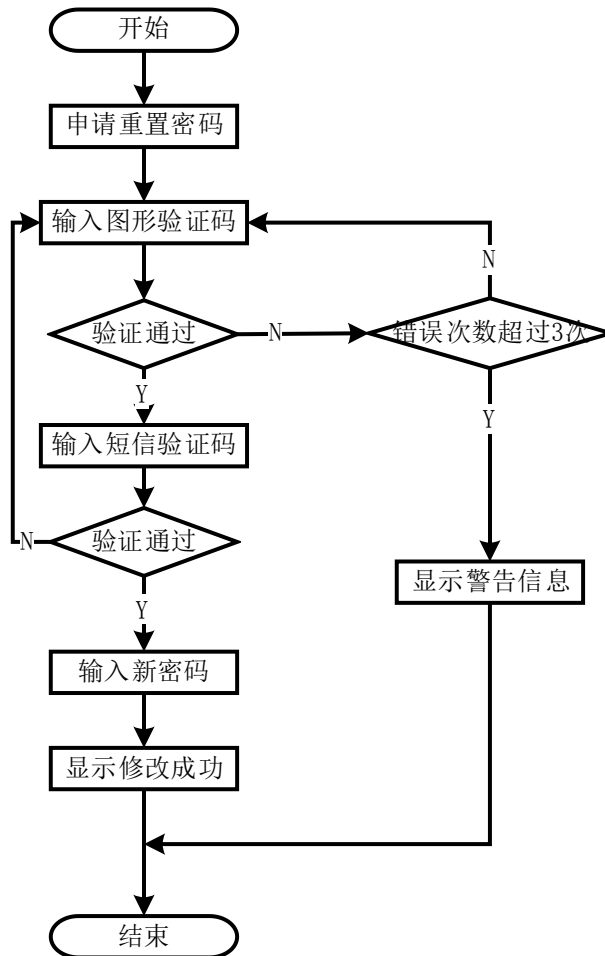 开始
申请重置密码
输入图形验证码
N
验证通过
N
错误次数超过3次
Y
Y
输入短信验证码
N
验证通过
显示警告信息
Y
输入新密码
显示修改成功
结束